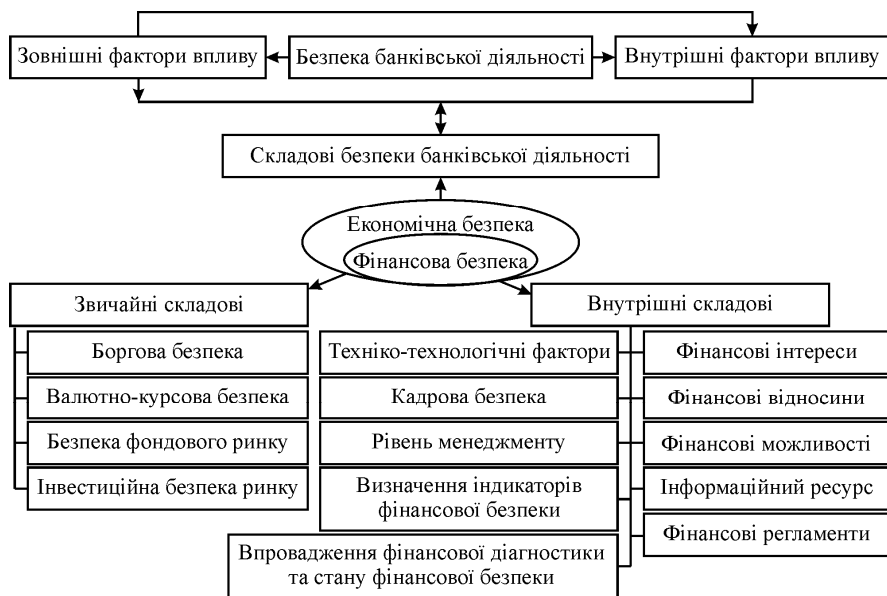 Зовнішні фактори впливу
Безпека банківської діяльності
Внутрішні фактори впливу
Складові безпеки банківської діяльності
Економічна безпека
Фінансова безпека
Звичайні складові
Боргова безпека
Валютно-курсова безпека
Безпека фондового ринку
Інвестиційна безпека ринку
Внутрішні складові
Техніко-технологічні фактори
Кадрова безпека
Рівень менеджменту
Визначення індикаторів
фінансової безпеки
Впровадження фінансової діагностики
та стану фінансової безпеки
Фінансові інтереси
Фінансові відносини
Фінансові можливості
Інформаційний ресурс
Фінансові регламенти